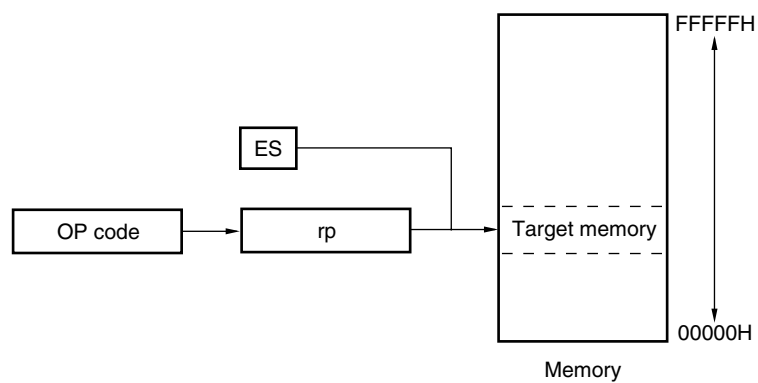 FFFFFH
ES
OP code
rp
Target memory
00000H
Memory